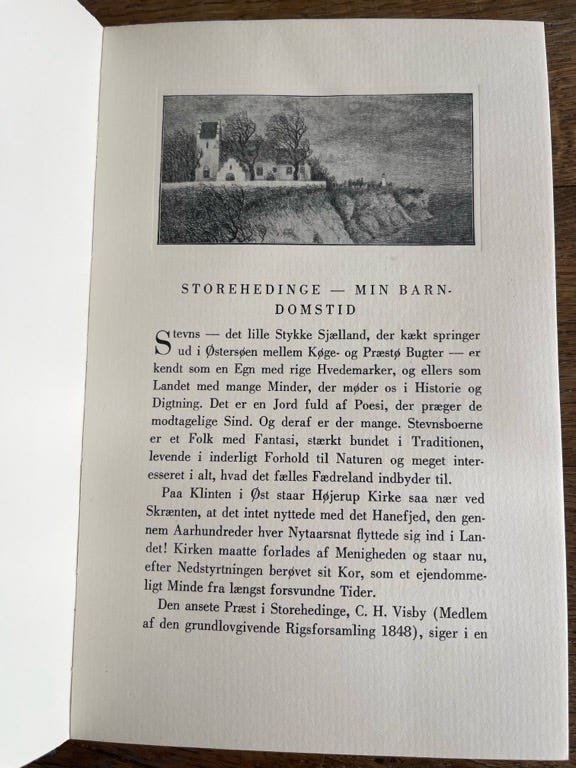 STOREHEDINGE — MIN BARN-
DOMSTID
Stevns — det lille Stykke Sjælland, der kækt springer
ud i Østersøen mellem Køge- og Præstø Bugter — er
kendt som en Egn med rige Hvedemarker, og ellers som
Landet med mange Minder, der møder os i Historie og
Digtning. Det er en Jord fuld af Poesi, der præger de
modtagelige Sind. Og deraf er der mange. Stevnsboerne
er et Folk med Fantasi, stærkt bundet i Traditionen,
levende i inderligt Forhold til Naturen og meget inter-
esseret i alt, hvad det fælles Fædreland indbyder til.
Paa Klinten i Øst staar Højerup Kirke saa nær ved
Skrænten, at det intet nyttede med det Hanefjed, den gen-
nem Aarhundreder hver Nytaarsnat flyttede sig ind i Lan-
det! Kirken maatte forlades af Menigheden og staar nu,
efter Nedstyrtningen berøvet sit Kor, som et ejendomme-
ligt Minde fra længst forsvundne Tider.
Den ansete Præst i Storehedinge, C. H. Visby (Medlem
af den grundlovgivende Rigsforsamling 1848), siger i en